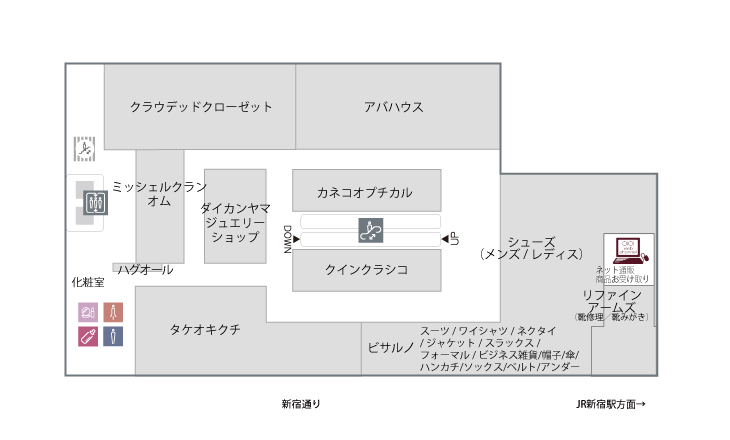 クラウデッドクローゼット
アバハウス
ミッシェルクラン
オム
ダイカンヤマ
ジュエリー
ショップ
カネコオプチカル
DOWN
UP
クインクラシコ
シューズ
（メンズ / レディス）
ネット通販
商品お受け取り
リファイン
アームズ
（靴修理／靴みがき）
ハグオール
化粧室
タケオキクチ
ビサルノ
スーツ / ワイシャツ / ネクタイ
/ ジャケット / スラックス /
フォーマル / ビジネス雑貨/帽子/傘/
ハンカチ/ソックス/ベルト/アンダー
新宿通り
JR新宿駅方面→